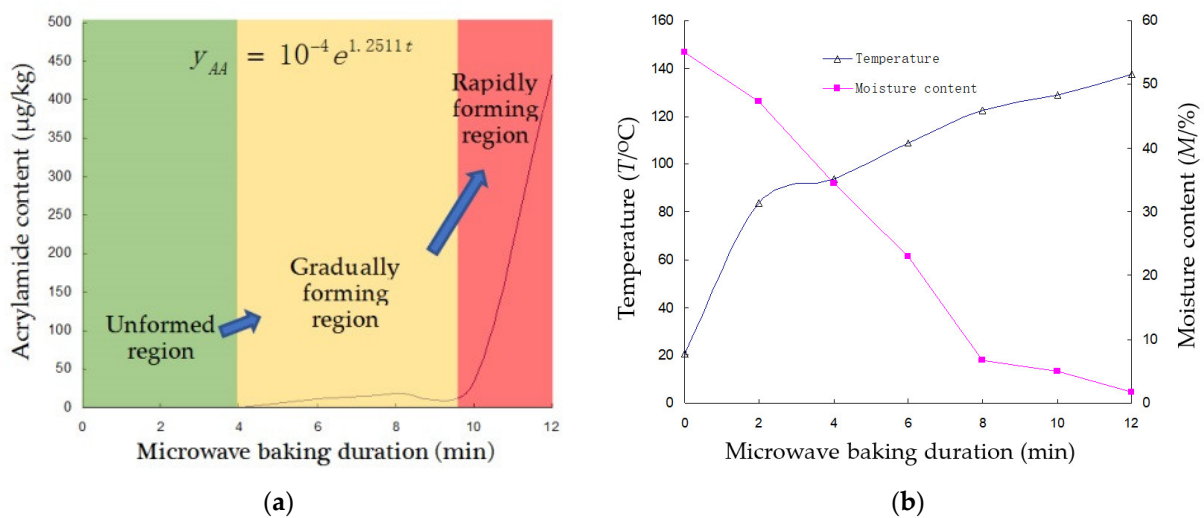 500
450
400
350
300
250
200
150
100
50
0
Acrylamide content (μg/kg)
y_AA = 10^-4 e^1.2511t
Rapidly
forming
region
Gradually
forming
region
Unformed
region
0 2 4 6 8 10 12
Microwave baking duration (min)
(a)
160
140
120
100
80
60
40
20
0
Temperature (T/°C)
Temperature
Moisture content
60
50
40
30
20
10
0
Moisture content (M/%)
0 2 4 6 8 10 12
Microwave baking duration (min)
(b)